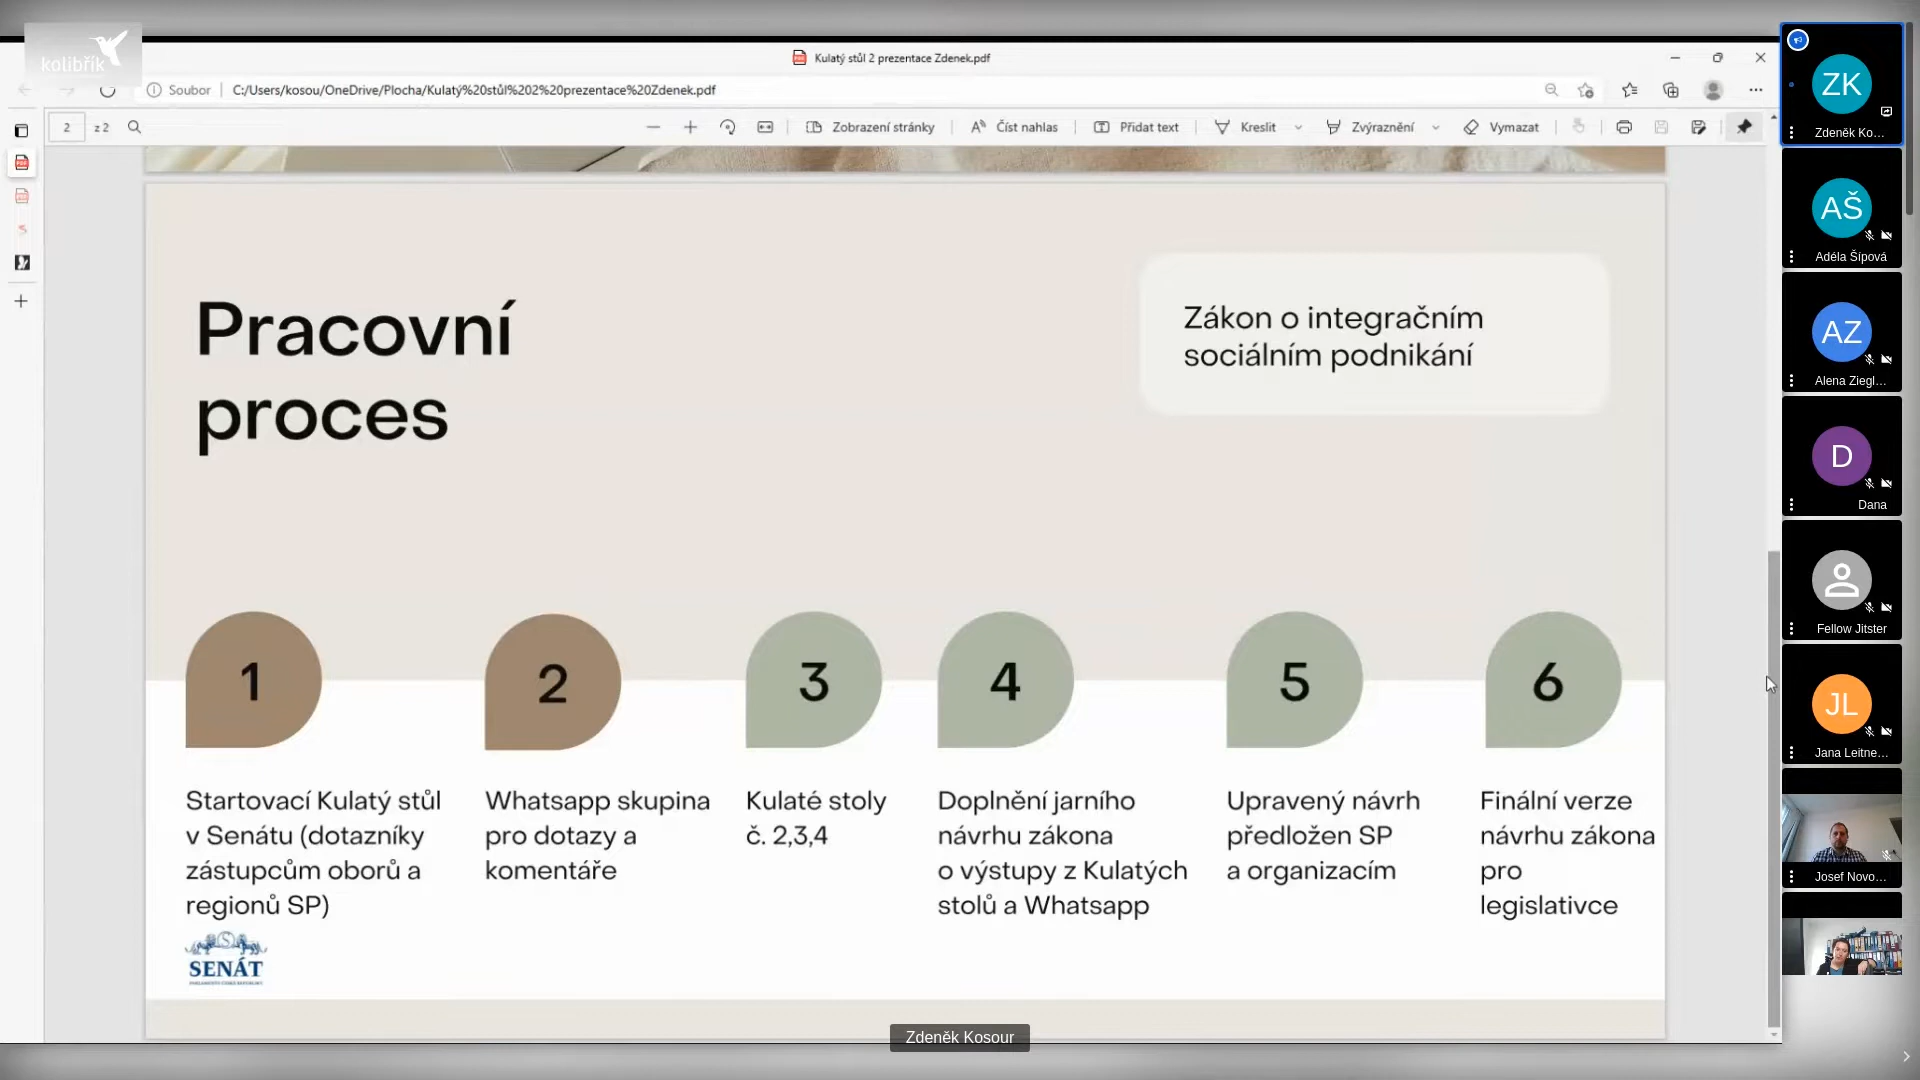 kolibřík
Kulatý stůl 2 prezentace Zdenek.pdf
Soubor
C:/Users/kosou/OneDrive/Plocha/Kulatý%20stůl%202%20prezentace%20Zdenek.pdf
2
z 2
Zobrazení stránky
Číst nahlas
Přidat text
Kreslit
Zvýraznění
Vymazat
Pracovní
proces
Zákon o integračním
sociálním podnikání
1
Startovací Kulatý stůl
v Senátu (dotazníky
zástupcům oborů a
regionů SP)
2
Whatsapp skupina
pro dotazy a
komentáře
3
Kulaté stoly
č. 2,3,4
4
Doplnění jarního
návrhu zákona
o výstupy z Kulatých
stolů a Whatsapp
5
Upravený návrh
předložen SP
a organizacím
6
Finální verze
návrhu zákona
pro
legislativce
SENÁT
Zdeněk Kosour
ZK
Zdeněk Ko...
AŠ
Adéla Šípová
AZ
Alena Ziegl...
D
Dana
Fellow Jitster
JL
Jana Leitne...
Josef Novo...